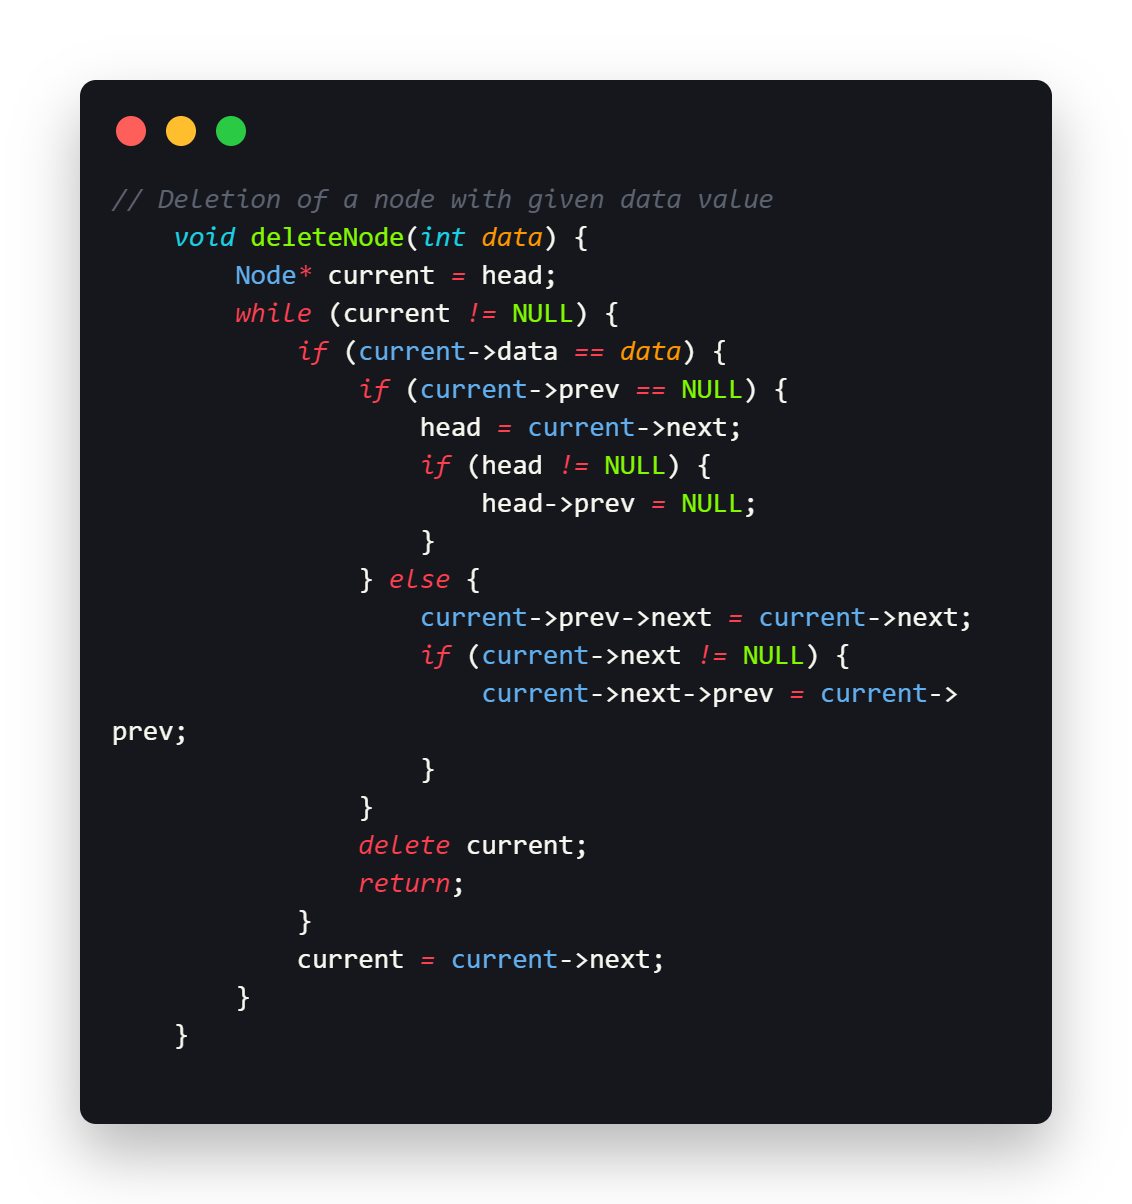 // Deletion of a node with given data value
    void deleteNode(int data) {
        Node* current = head;
        while (current != NULL) {
            if (current->data == data) {
                if (current->prev == NULL) {
                    head = current->next;
                    if (head != NULL) {
                        head->prev = NULL;
                    }
                } else {
                    current->prev->next = current->next;
                    if (current->next != NULL) {
                        current->next->prev = current->
prev;
                    }
                }
                delete current;
                return;
            }
            current = current->next;
        }
    }